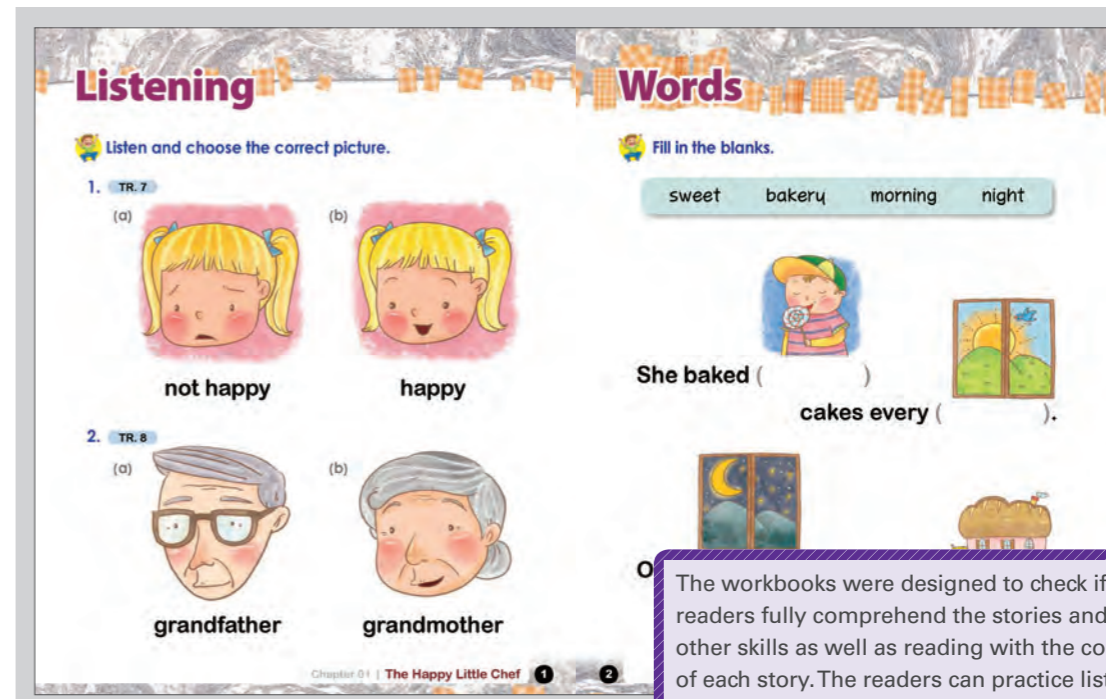 Listening
Listen and choose the correct picture.
1. TR. 7
(a)
(b)
not happy
happy
2. TR. 8
(a)
(b)
grandfather
grandmother
Chapter 01 | The Happy Little Chef 1
Words
Fill in the blanks.
sweet bakery morning night
She baked ( )
cakes every ( ).
O
2
The workbooks were designed to check if
readers fully comprehend the stories and
other skills as well as reading with the co
of each story. The readers can practice list